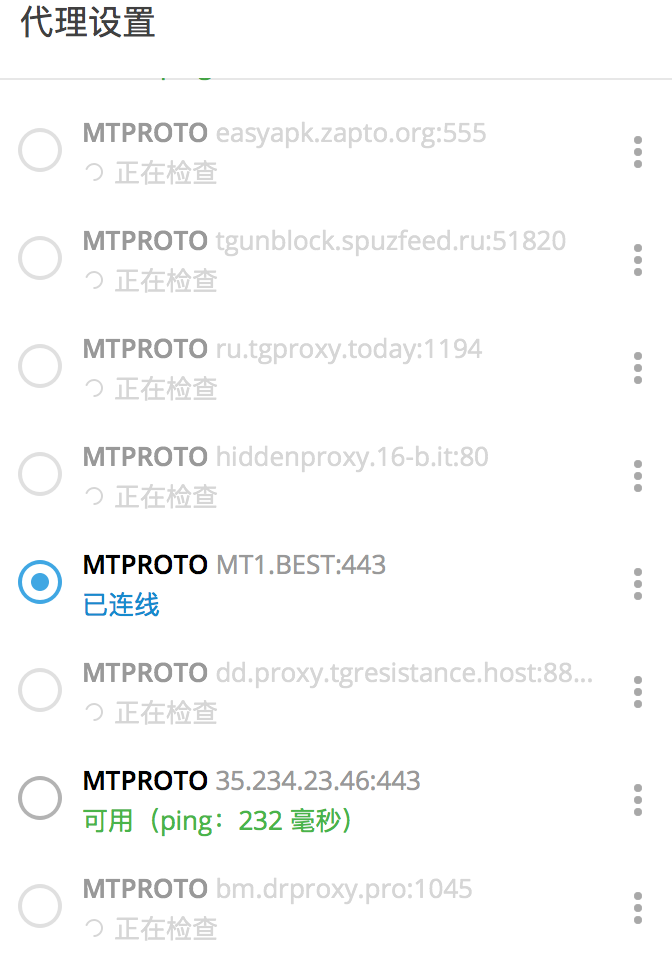 代理设置
MTPROTO easyapk.zapto.org:555
正在检查
MTPROTO tgunblock.spuzfeed.ru:51820
正在检查
MTPROTO ru.tgproxy.today:1194
正在检查
MTPROTO hiddenproxy.16-b.it:80
正在检查
MTPROTO MT1.BEST:443
已连线
MTPROTO dd.proxy.tgresistance.host:88...
正在检查
MTPROTO 35.234.23.46:443
可用（ping：232 毫秒）
MTPROTO bm.drproxy.pro:1045
正在检查